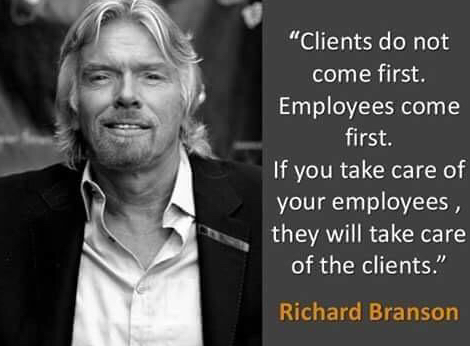 “Clients do not
come first.
Employees come
first.
If you take care of
your employees ,
they will take care
of the clients.”
Richard Branson